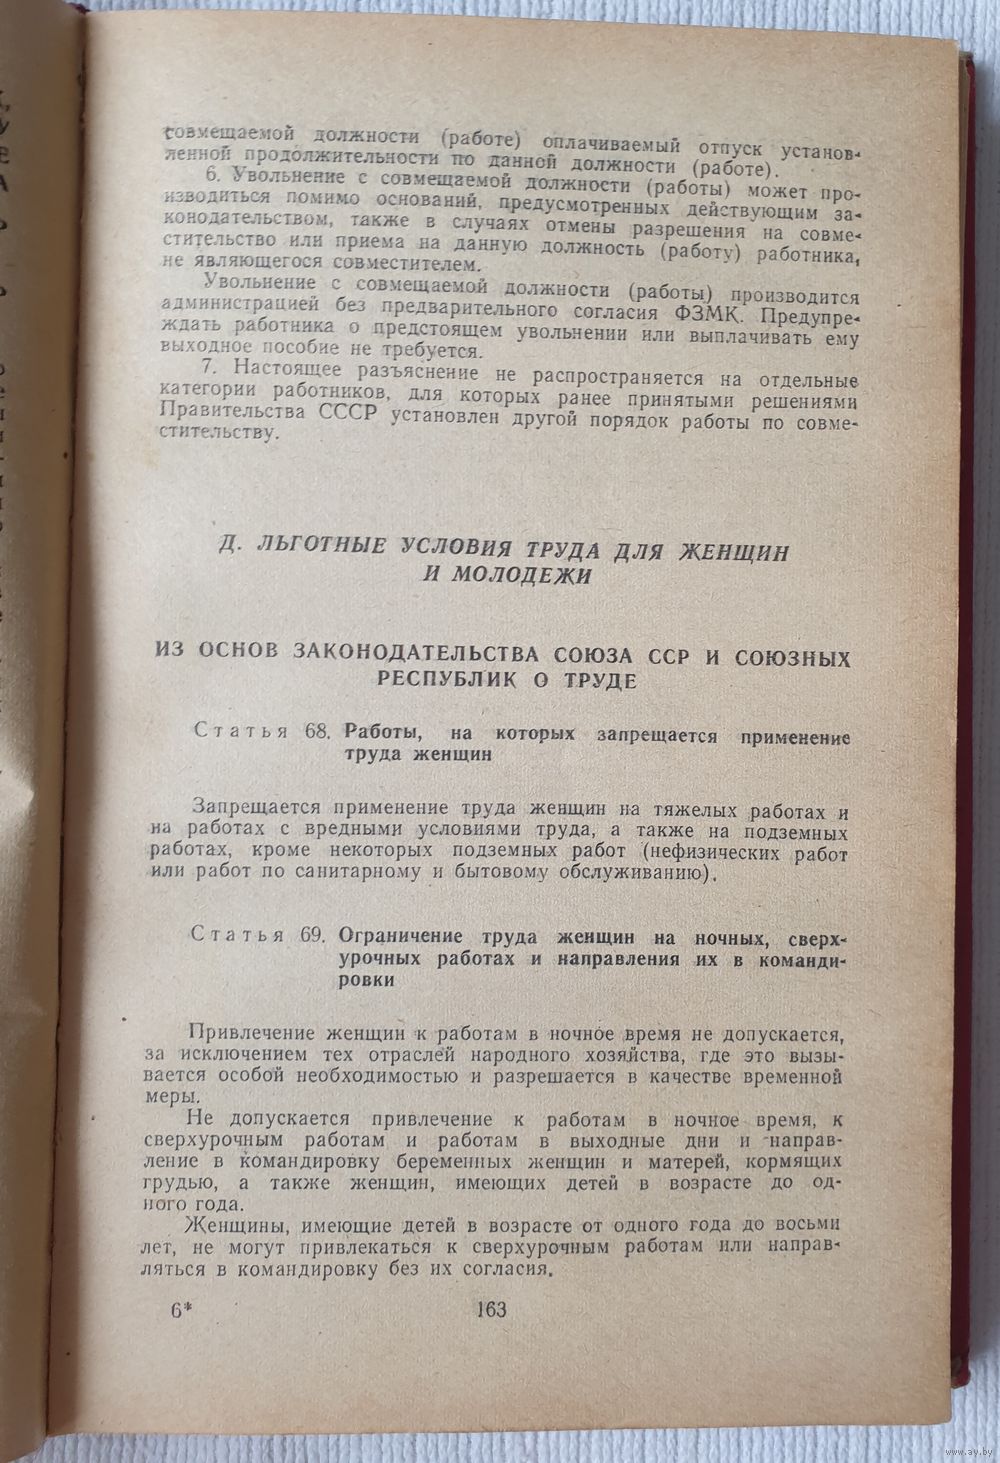 совмещаемой должности (работе) оплачиваемый отпуск установ-
ленной продолжительности по данной должности (работе).
6. Увольнение с совмещаемой должности (работы) может про-
изводиться помимо оснований, предусмотренных действующим за-
конодательством, также в случаях отмены разрешения на совме-
стительство или приема на данную должность (работу) работника,
не являющегося совместителем.
Увольнение с совмещаемой должности (работы) производится
администрацией без предварительного согласия ФЗМК. Предупре-
ждать работника о предстоящем увольнении или выплачивать ему
выходное пособие не требуется.
7. Настоящее разъяснение не распространяется на отдельные
категории работников, для которых ранее принятыми решениями
Правительства СССР установлен другой порядок работы по совме-
стительству.
Д. ЛЬГОТНЫЕ УСЛОВИЯ ТРУДА ДЛЯ ЖЕНЩИН
И МОЛОДЕЖИ
ИЗ ОСНОВ ЗАКОНОДАТЕЛЬСТВА СОЮЗА ССР И СОЮЗНЫХ
РЕСПУБЛИК О ТРУДЕ
Статья 68. Работы, на которых запрещается применение
труда женщин
Запрещается применение труда женщин на тяжелых работах и
на работах с вредными условиями труда, а также на подземных
работах, кроме некоторых подземных работ (нефизических работ
или работ по санитарному и бытовому обслуживанию).
Статья 69. Ограничение труда женщин на ночных, сверх-
урочных работах и направления их в команди-
ровки
Привлечение женщин к работам в ночное время не допускается,
за исключением тех отраслей народного хозяйства, где это вызы-
вается особой необходимостью и разрешается в качестве временной
меры.
Не допускается привлечение к работам в ночное время, к
сверхурочным работам и работам в выходные дни и направ-
ление в командировку беременных женщин и матерей, кормящих
грудью, а также женщин, имеющих детей в возрасте до од-
ного года.
Женщины, имеющие детей в возрасте от одного года до восьми
лет, не могут привлекаться к сверхурочным работам или направ-
ляться в командировку без их согласия.
6*
163
www.ay.by